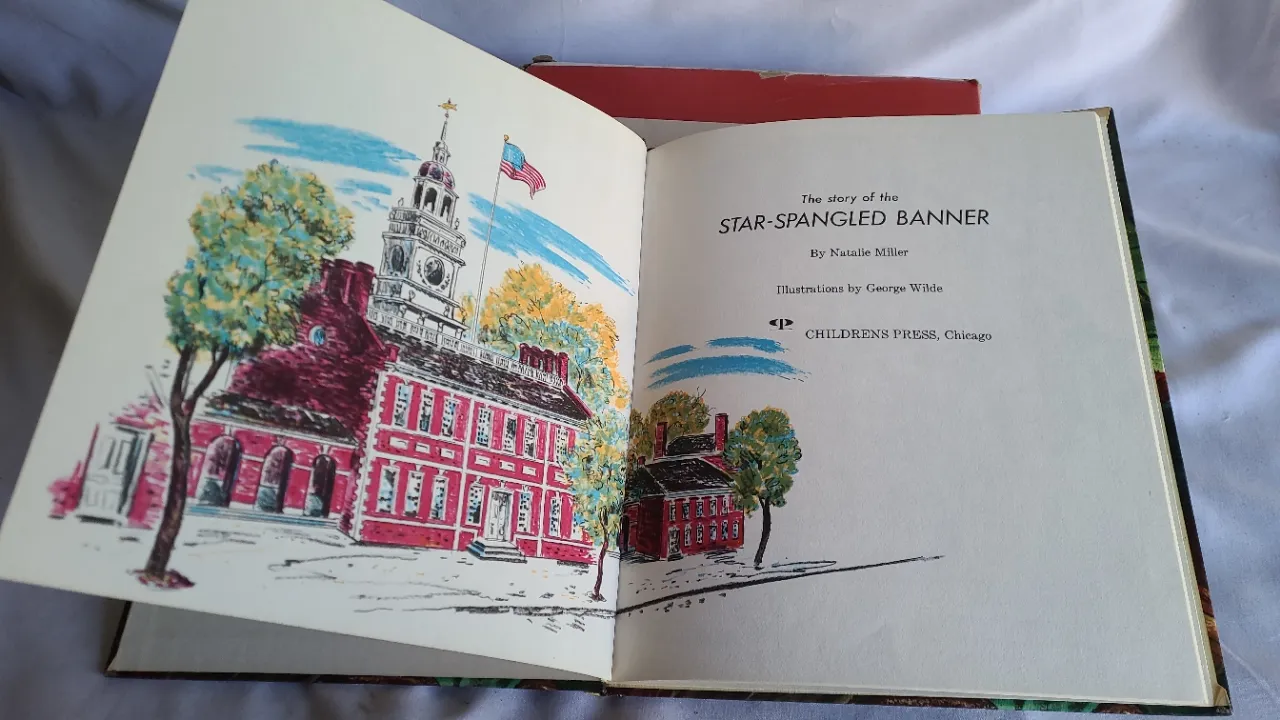 The story of the
STAR-SPANGLED BANNER
By Natalie Miller
Illustrations by George Wilde
CHILDRENS PRESS, Chicago